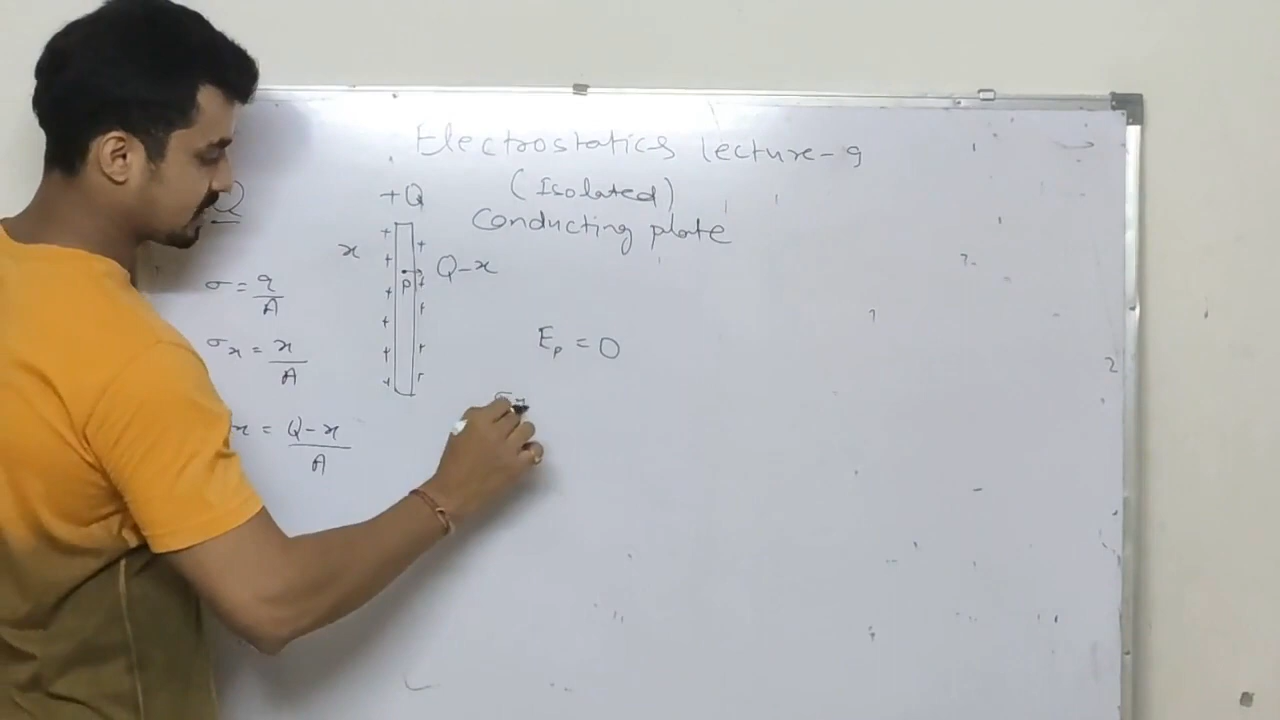 Electrostatics lecture-9
(Isolated)
Conducting plate
Q
+Q
x
Q-x
P
σ = q/A
σx = x/A
x = Q-x/A
Ep = 0